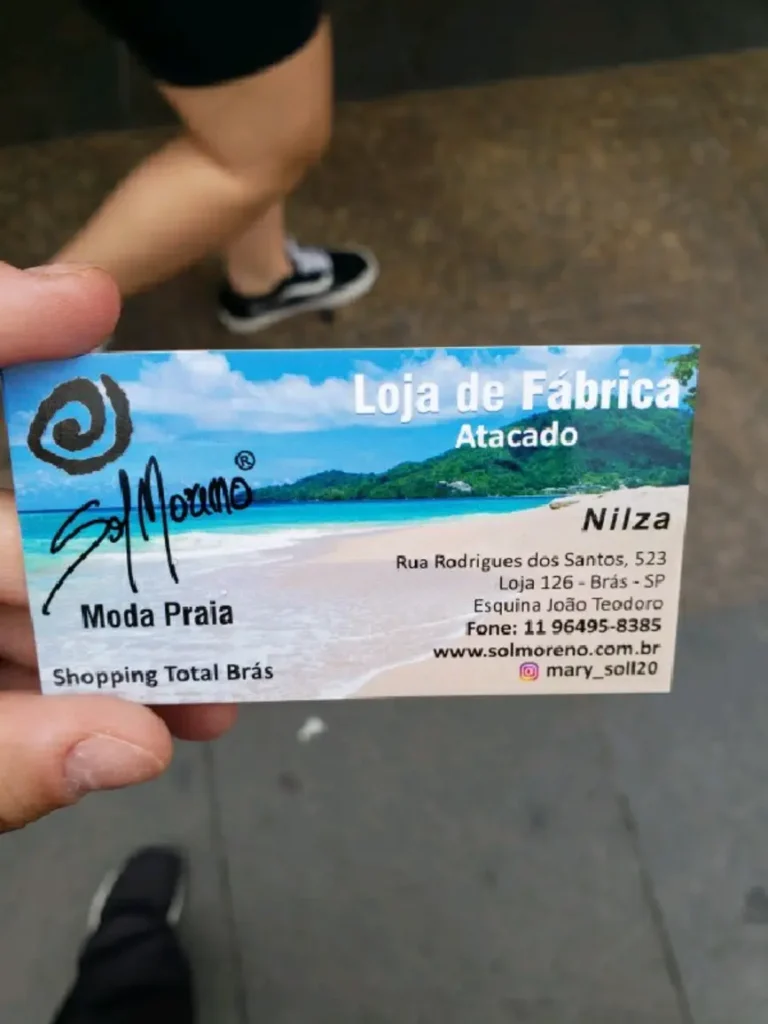 Loja de Fábrica
Atacado
Sol Moreno ®
Moda Praia
Shopping Total Brás
Nilza
Rua Rodrigues dos Santos, 523
Loja 126 - Brás - SP
Esquina João Teodoro
Fone: 11 96495-8385
www.solmoreno.com.br
mary_soll20